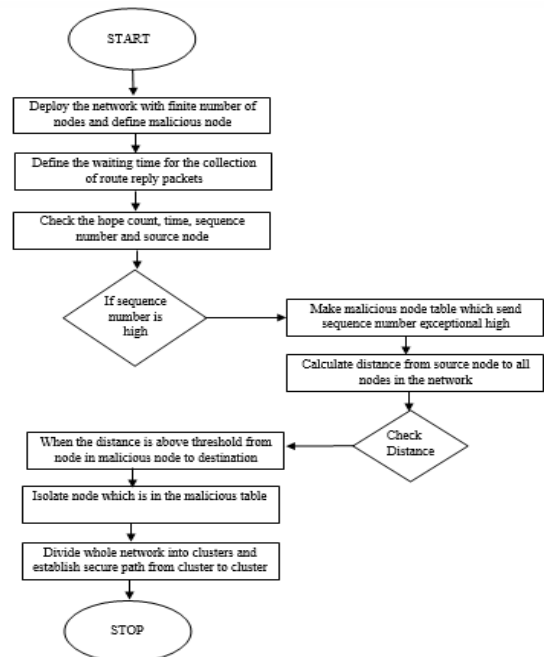 START
Deploy the network with finite number of
nodes and define malicious node
Define the waiting time for the collection
of route reply packets
Check the hope count, time, sequence
number and source node
If sequence
number is
high
Make malicious node table which send
sequence number exceptional high
Calculate distance from source node to all
nodes in the network
Check
Distance
When the distance is above threshold from
node in malicious node to destination
Isolate node which is in the malicious table
Divide whole network into clusters and
establish secure path from cluster to cluster
STOP